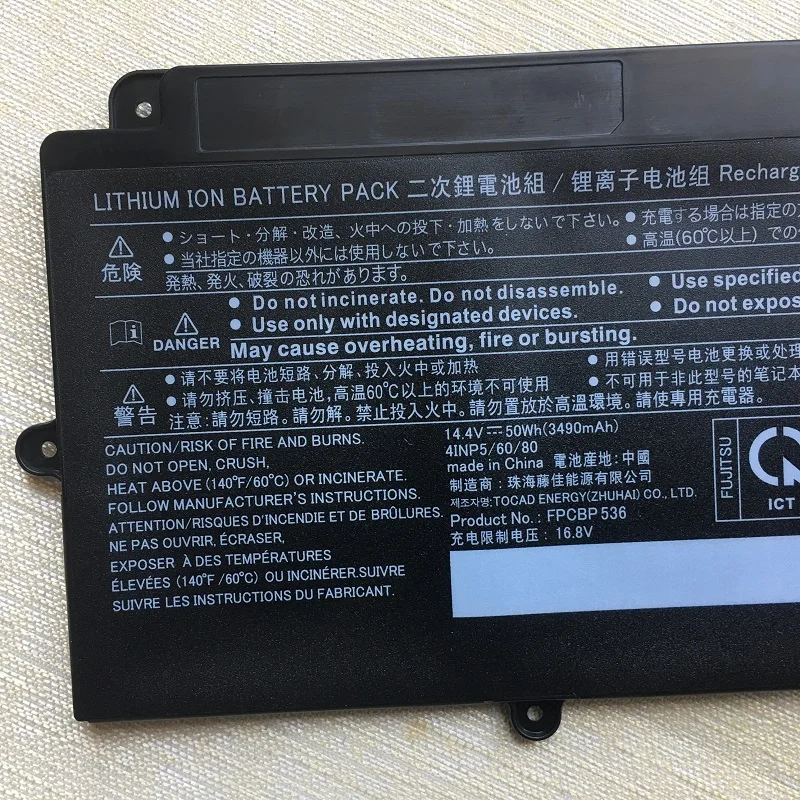 LITHIUM ION BATTERY PACK 二次鋰電池組 / 锂离子电池组 Recharg
危険
● ショート・分解・改造、火中への投下・加熱をしないで下さい。
● 当社指定の機器以外には使用しないで下さい。
発熱、発火、破裂の恐れがあります。
● 充電する場合は指定の
● 高温(60℃以上) での
DANGER
● Do not incinerate. Do not disassemble.
● Use only with designated devices.
May cause overheating, fire or bursting.
● Use specified
● Do not expos
警告
● 请不要将电池短路、分解、投入火中或加热
● 请勿挤压、撞击电池, 高温60℃以上的环境不可使用
● 用错误型号电池更换或处理
● 不可用于非此型号的笔记本
注意: 請勿短路。請勿解。禁止投入火中。請勿置放於高溫環境。請使專用充電器。
CAUTION/RISK OF FIRE AND BURNS.
DO NOT OPEN, CRUSH,
HEAT ABOVE (140°F/60°C) OR INCINERATE.
FOLLOW MANUFACTURER'S INSTRUCTIONS.
ATTENTION/RISQUES D'INCENDIE ET DE BRÛLURES.
NE PAS OUVRIR, ÉCRASER,
EXPOSER À DES TEMPÉRATURES
ÉLEVÉES (140°F /60°C) OU INCINÉRER.SUIVRE
SUIVRE LES INSTRUCTIONS DU FABRICANT.
14.4V⎓50Wh(3490mAh)
4INP5/60/80
made in China 電池産地: 中國
制造商：珠海藤佳能源有限公司
제조자명:TOCAD ENERGY(ZHUHAI) CO., LTD.
Product No.: FPCBP 536
充电限制电压：16.8V
FUJITSU
ICT